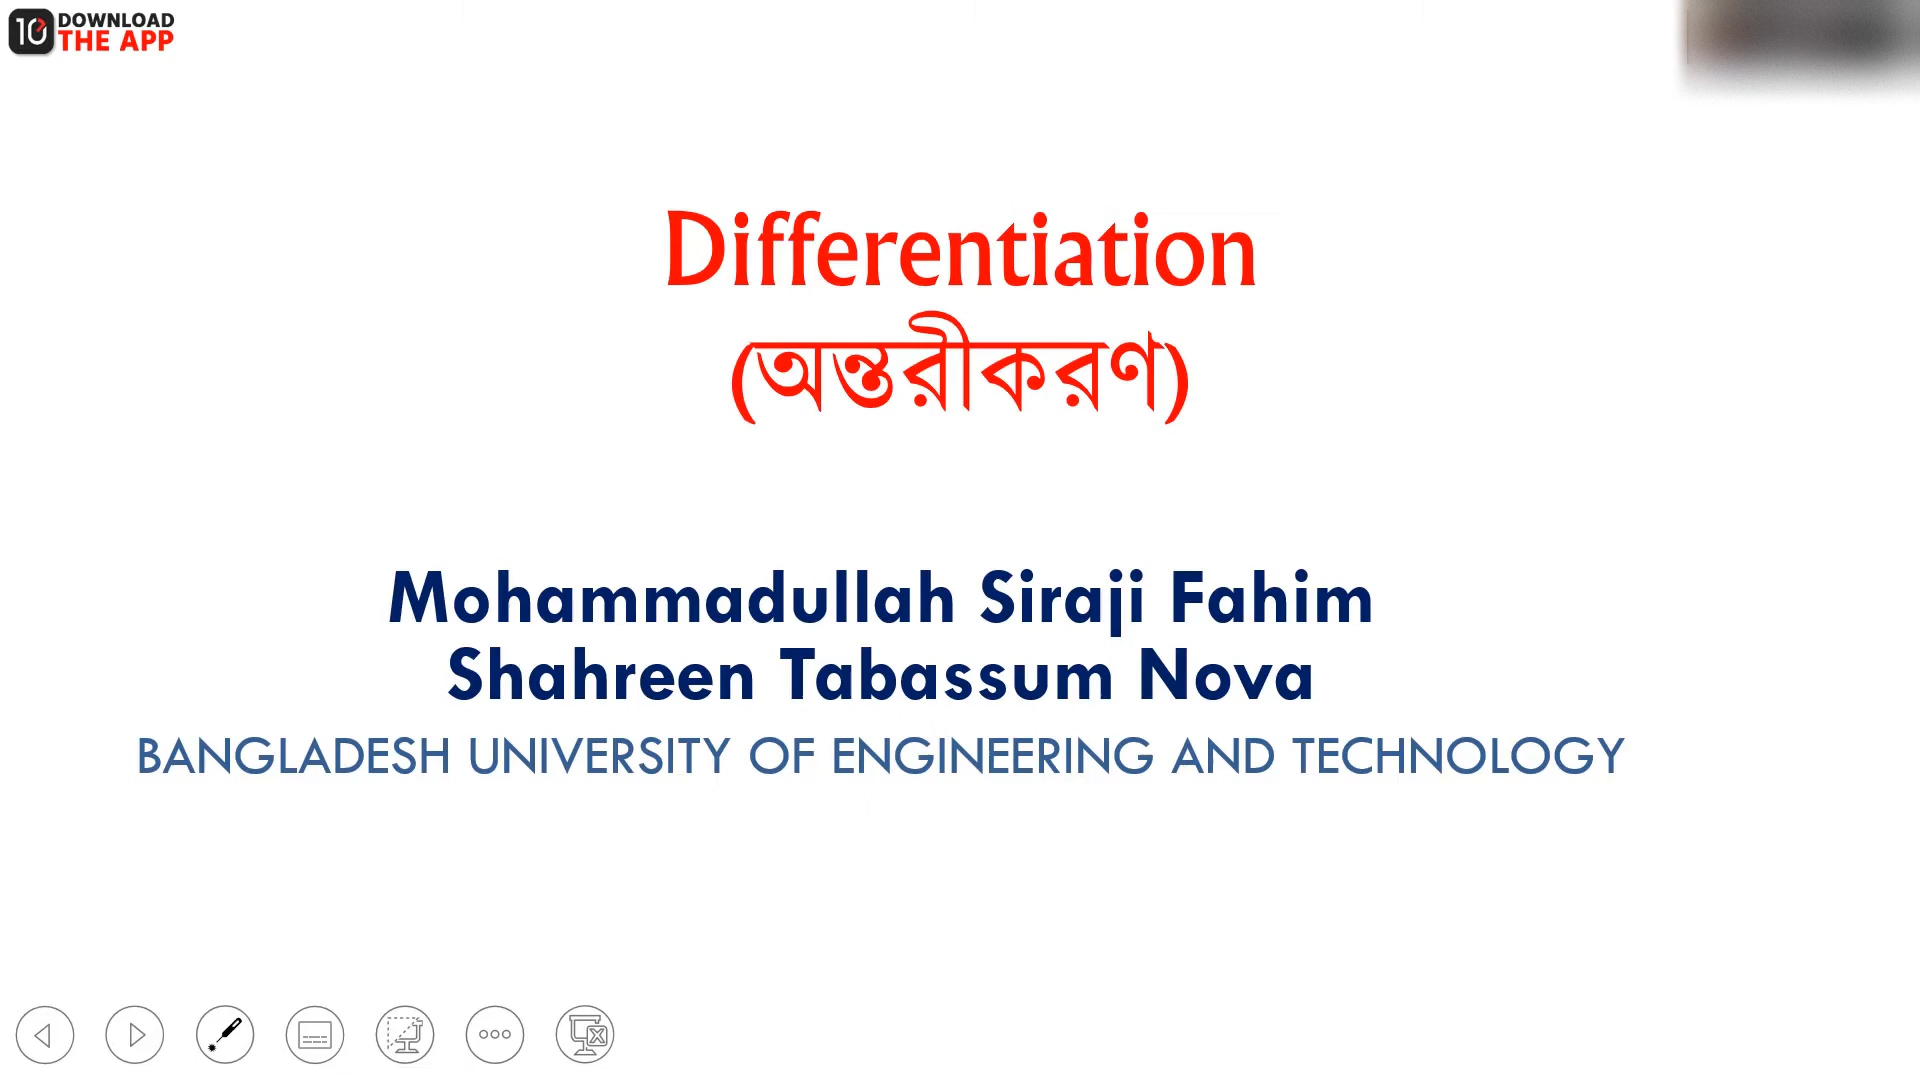 10 DOWNLOAD
THE APP
Differentiation
(অন্তরীকরণ)
Mohammadullah Siraji Fahim
Shahreen Tabassum Nova
BANGLADESH UNIVERSITY OF ENGINEERING AND TECHNOLOGY